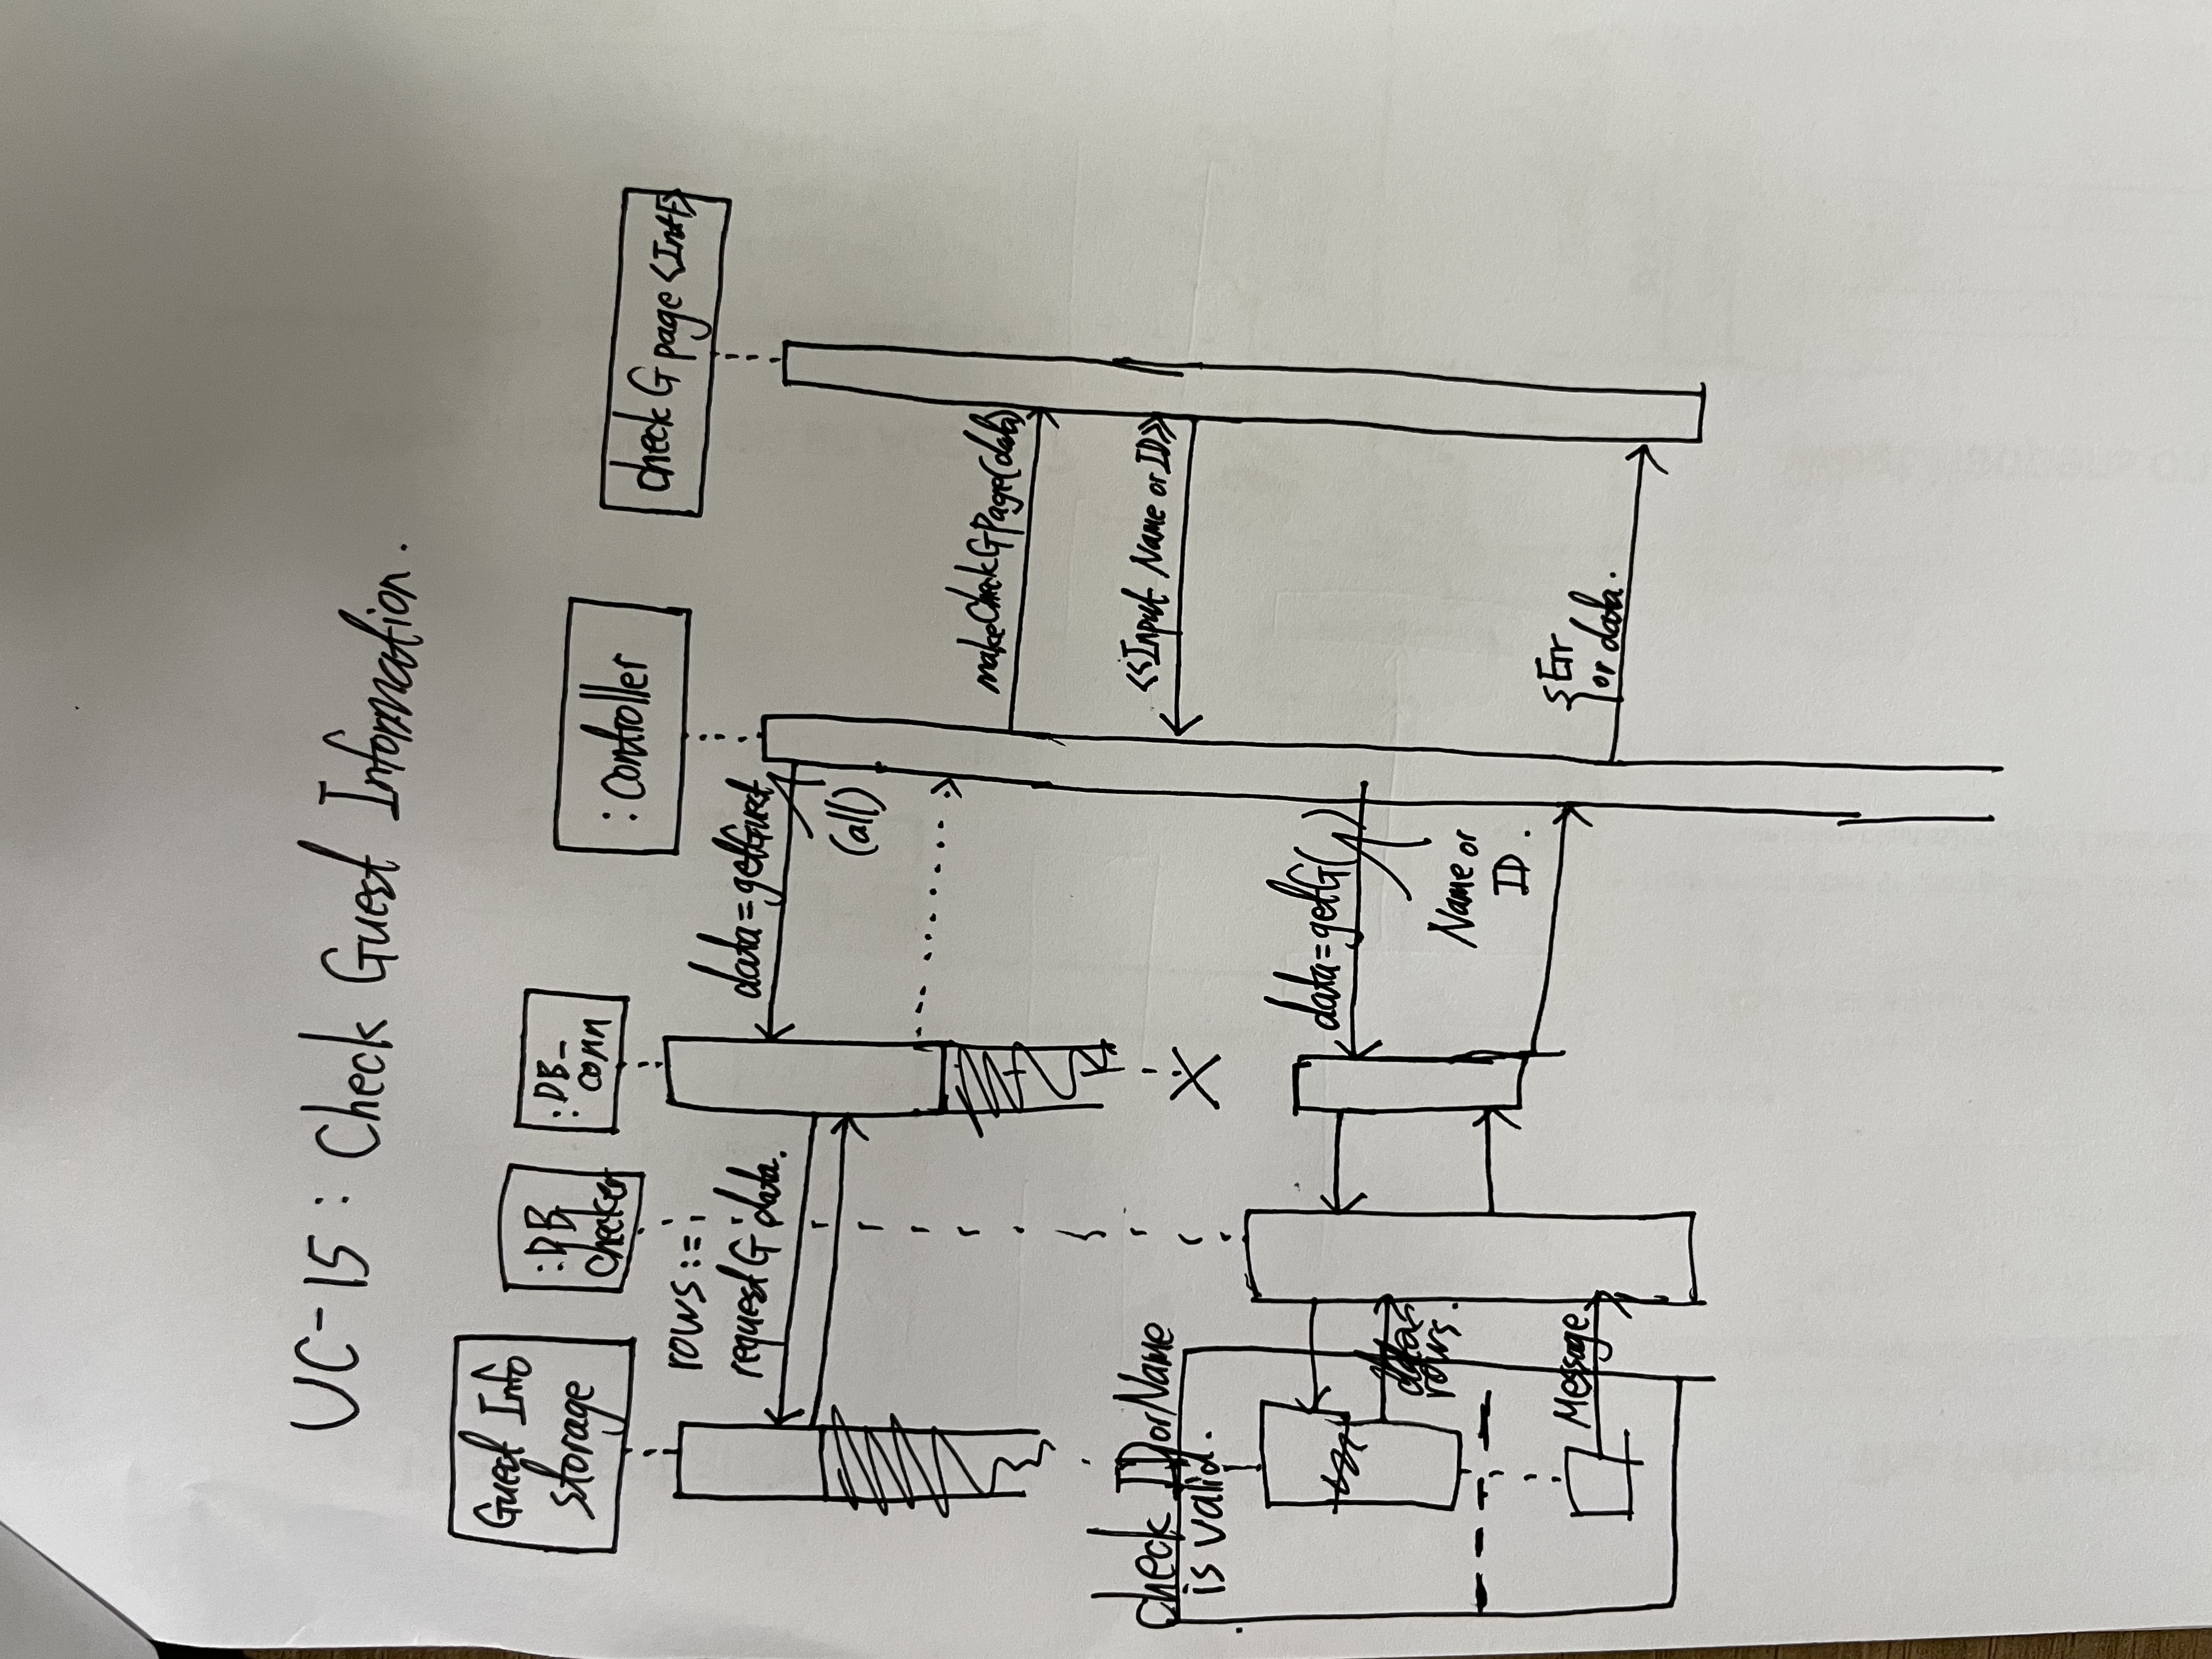 UC-15 : Check Guest Information.
Guest Info
storage
:DB
checker
:DB_
conn
: controller
check G page <IntF>
rows :=
request G data.
data = getGuest
(all)
makeCheckGPage(data)
<<Input Name or ID>>
check ID or Name
is valid.
data = getG( )
Name or
ID .
data=
rows.
Message
{ Err
or data.